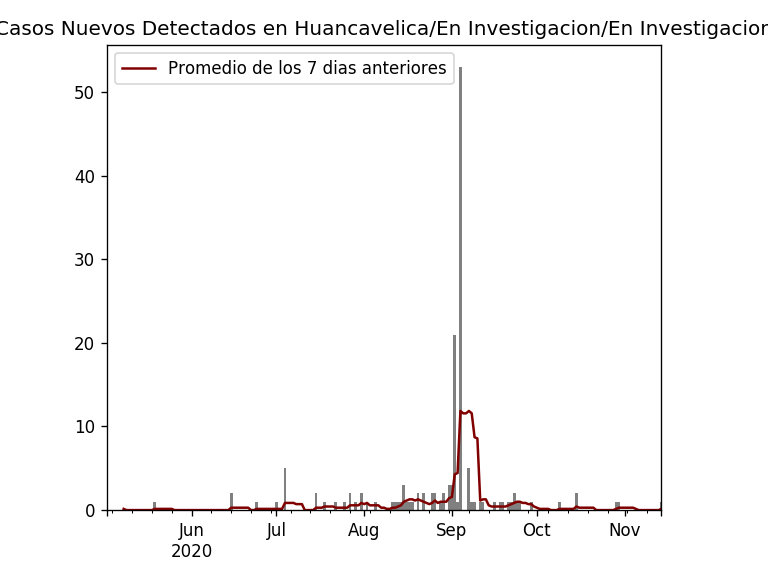 Casos Nuevos Detectados en Huancavelica/En Investigacion/En Investigacion
Promedio de los 7 dias anteriores
50
40
30
20
10
0
Jun Jul Aug Sep Oct Nov
2020